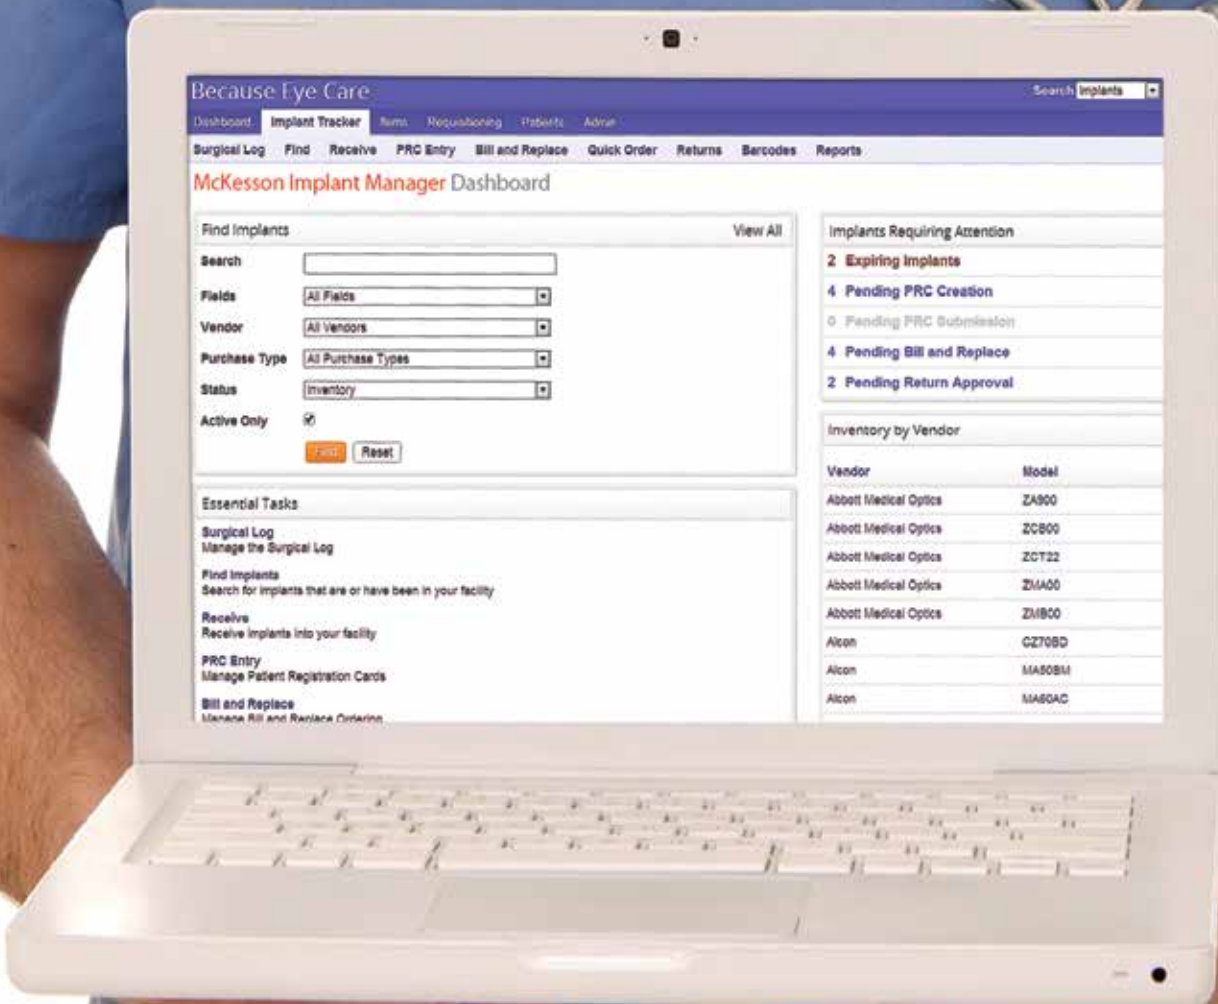 Because Eye Care
Search Implants
Dashboard Implant Tracker Items Requisitioning Patients Admin
Surgical Log Find Receive PRC Entry Bill and Replace Quick Order Returns Barcodes Reports
McKesson Implant Manager Dashboard
Find Implants View All
Search
Fields All Fields
Vendor All Vendors
Purchase Type All Purchase Types
Status Inventory
Active Only
Find Reset
Essential Tasks
Surgical Log
Manage the Surgical Log
Find Implants
Search for implants that are or have been in your facility
Receive
Receive implants into your facility
PRC Entry
Manage Patient Registration Cards
Bill and Replace
Manage Bill and Replace Ordering
Implants Requiring Attention
2 Expiring Implants
4 Pending PRC Creation
0 Pending PRC Submission
4 Pending Bill and Replace
2 Pending Return Approval
Inventory by Vendor
Vendor Model
Abbott Medical Optics ZA900
Abbott Medical Optics ZCB00
Abbott Medical Optics ZCT22
Abbott Medical Optics ZMA00
Abbott Medical Optics ZMB00
Alcon CZ70BD
Alcon MA50BM
Alcon MA60AC